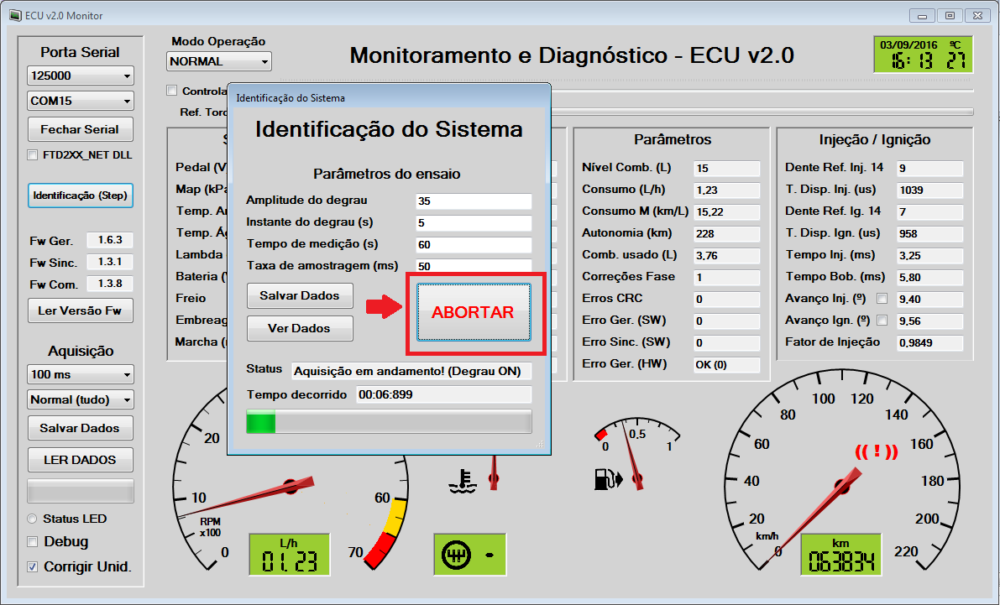 ECU v2.0 Monitor
Porta Serial
125000
COM15
Fechar Serial
FTD2XX_NET DLL
Identificação (Step)
Fw Ger. 1.6.3
Fw Sinc. 1.3.1
Fw Com. 1.3.8
Ler Versão Fw
Aquisição
100 ms
Normal (tudo)
Salvar Dados
LER DADOS
Status LED
Debug
Corrigir Unid.
Modo Operação
NORMAL
Monitoramento e Diagnóstico - ECU v2.0
03/09/2016 ºC
16:13 27
Controla
Ref. Torq
S
Pedal (V
Map (kPa
Temp. Ar
Temp. Ág
Lambda
Bateria (V
Freio
Embreag
Marcha (
Identificação do Sistema
Identificação do Sistema
Parâmetros do ensaio
Amplitude do degrau 35
Instante do degrau (s) 5
Tempo de medição (s) 60
Taxa de amostragem (ms) 50
Salvar Dados
Ver Dados
ABORTAR
Status Aquisição em andamento! (Degrau ON)
Tempo decorrido 00:06:899
Parâmetros
Nível Comb. (L) 15
Consumo (L/h) 1,23
Consumo M (km/L) 15,22
Autonomia (km) 228
Comb. usado (L) 3,76
Correções Fase 1
Erros CRC 0
Erro Ger. (SW) 0
Erro Sinc. (SW) 0
Erro Ger. (HW) OK (0)
Injeção / Ignição
Dente Ref. Inj. 14 9
T. Disp. Inj. (us) 1039
Dente Ref. Ig. 14 7
T. Disp. Ign. (us) 958
Tempo Inj. (ms) 3,25
Tempo Bob. (ms) 5,80
Avanço Inj. (º) 9,40
Avanço Ign. (º) 9,56
Fator de Injeção 0,9849
0
10
20
60
70
RPM
x100
L/h
01.23
-
0
0.5
1
0
20
40
60
80
100
120
140
160
180
200
220
((!))
km/h
km
063834